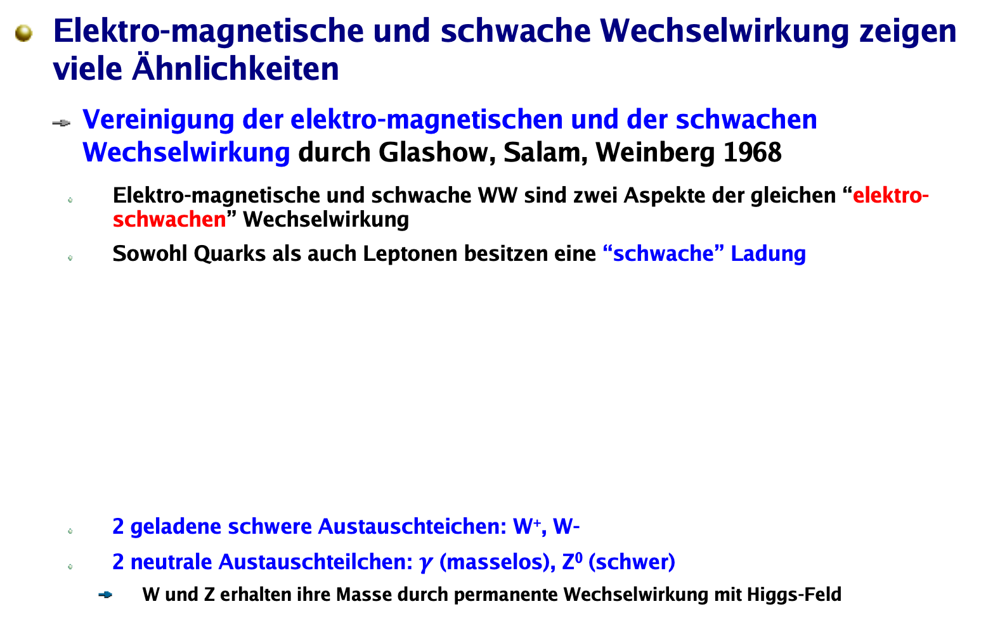 Elektro-magnetische und schwache Wechselwirkung zeigen
viele Ähnlichkeiten
Vereinigung der elektro-magnetischen und der schwachen
Wechselwirkung durch Glashow, Salam, Weinberg 1968
Elektro-magnetische und schwache WW sind zwei Aspekte der gleichen “elektro-
schwachen” Wechselwirkung
Sowohl Quarks als auch Leptonen besitzen eine “schwache” Ladung
2 geladene schwere Austauschteichen: W⁺, W-
2 neutrale Austauschteilchen: γ (masselos), Z⁰ (schwer)
W und Z erhalten ihre Masse durch permanente Wechselwirkung mit Higgs-Feld